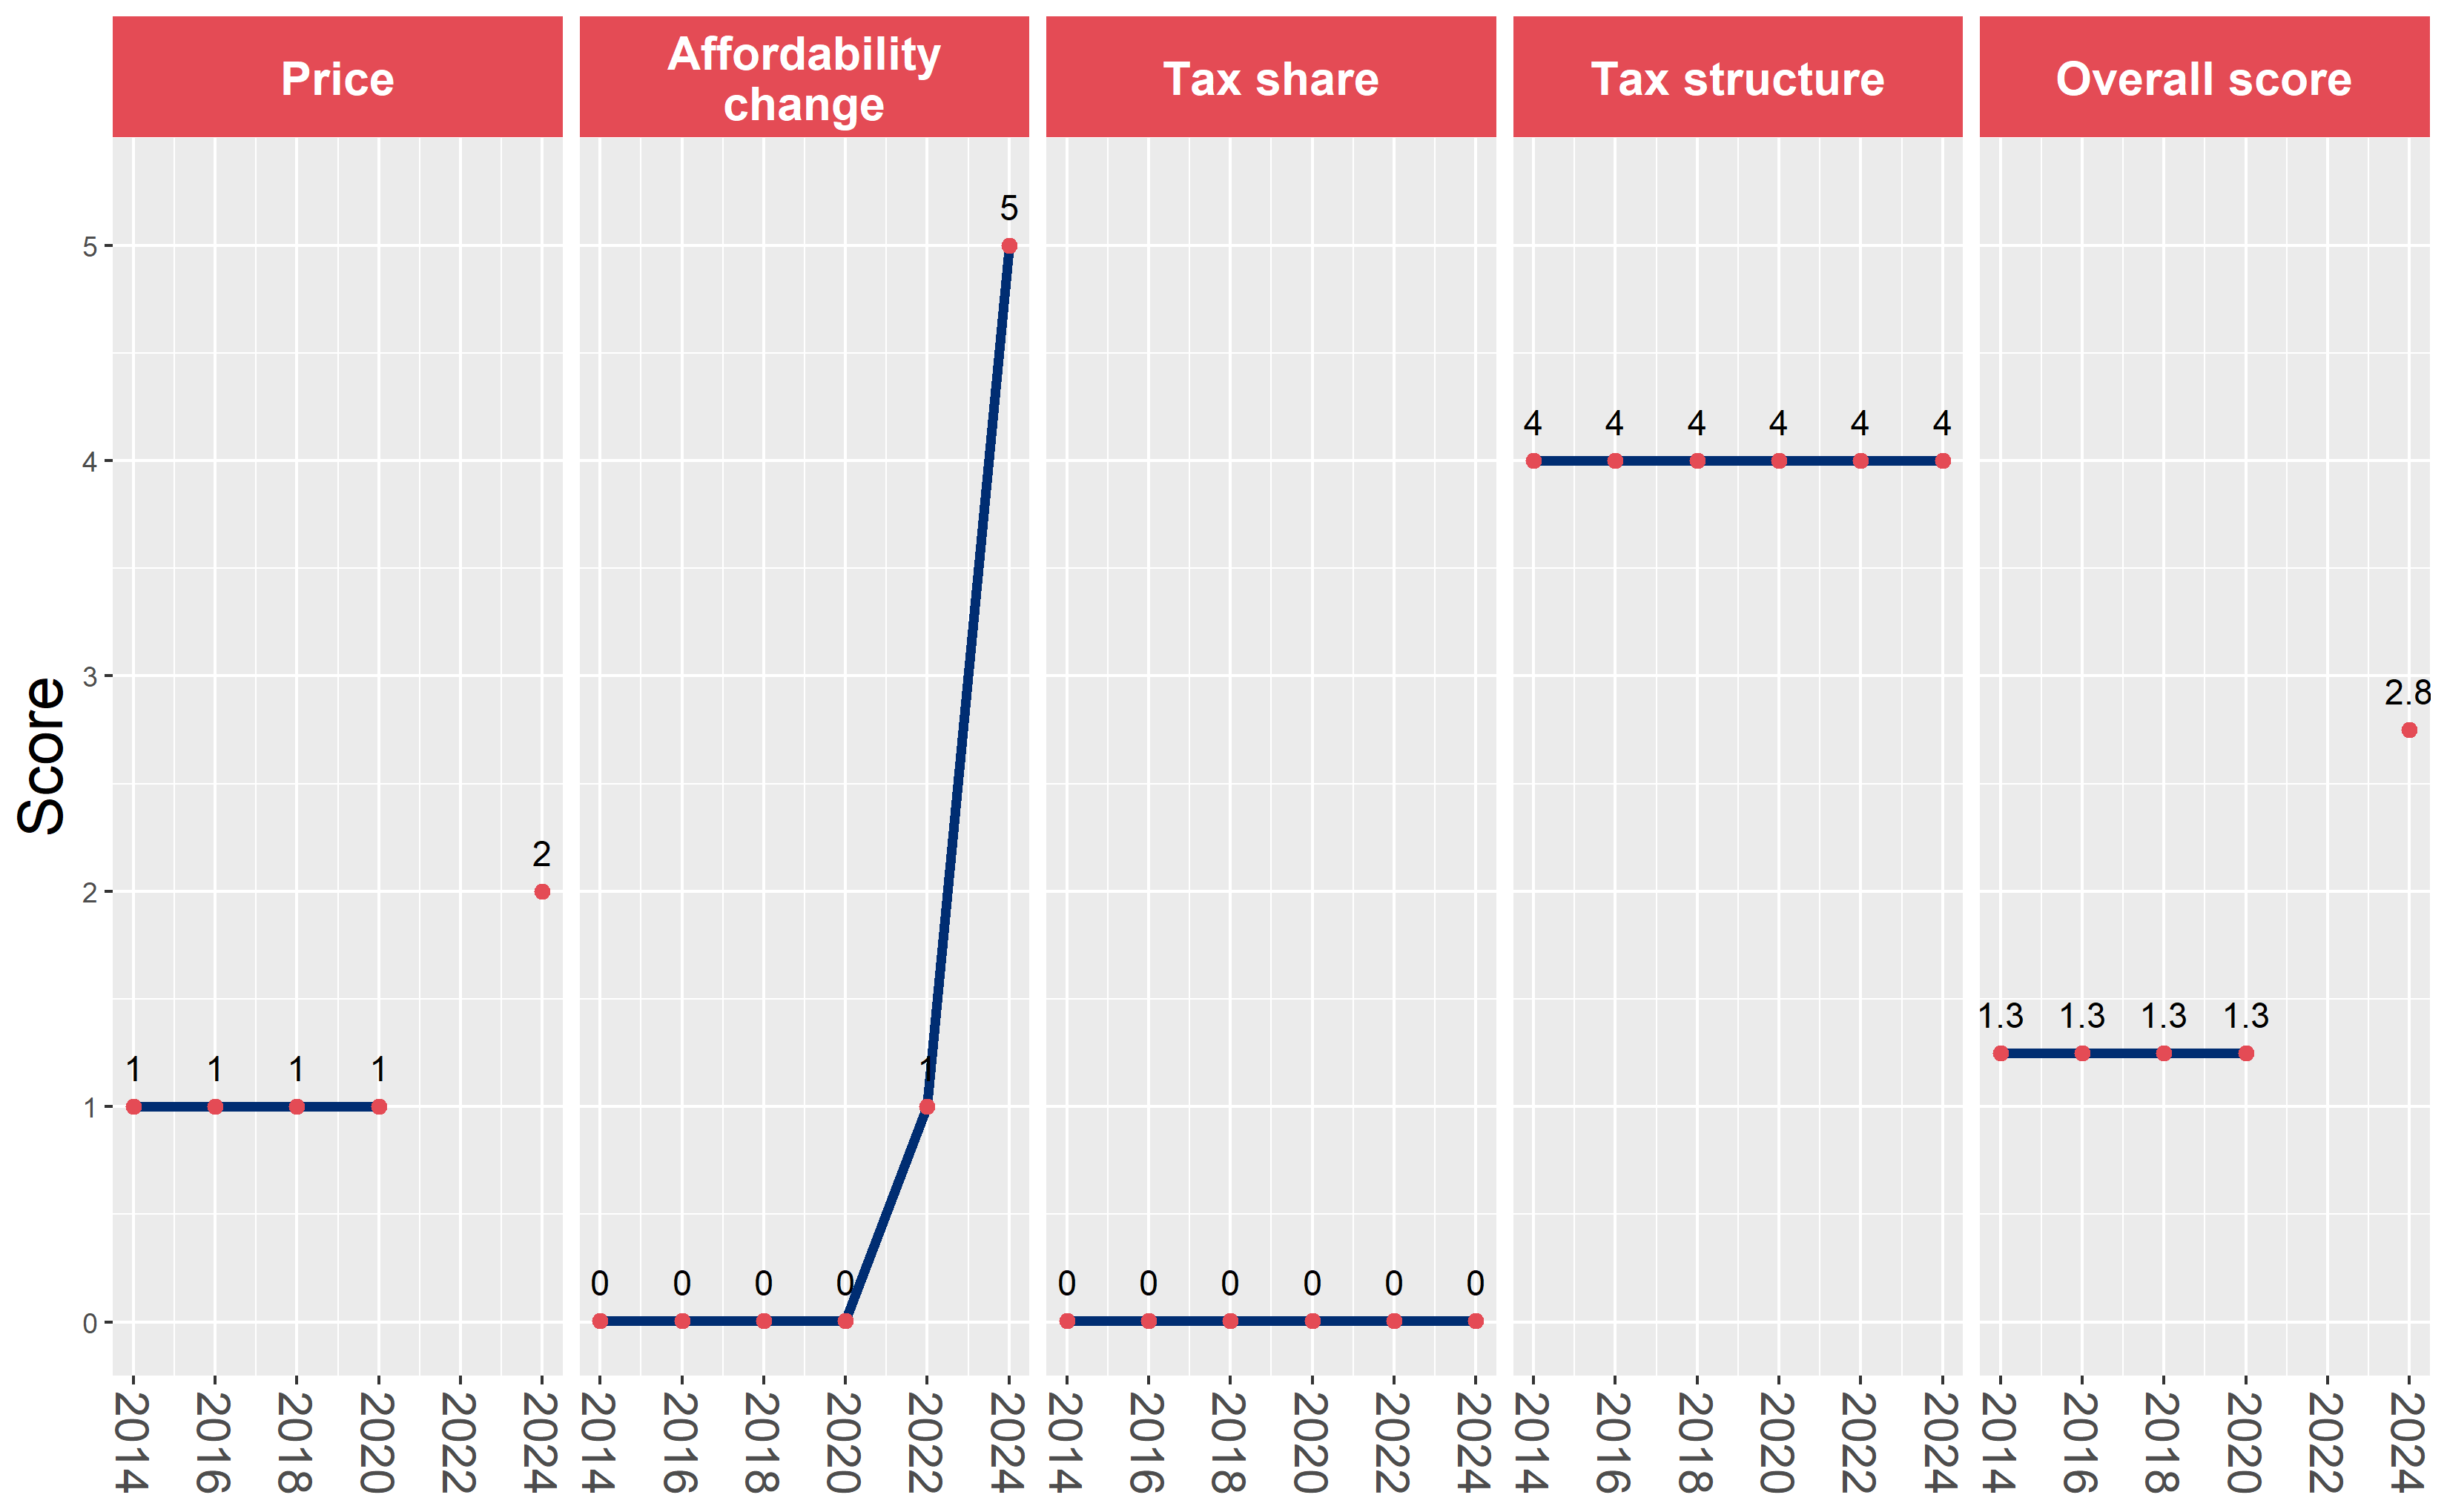 Price
Affordability
change
Tax share
Tax structure
Overall score
Score
5
4
3
2
1
0
1 1 1 1 2
0 0 0 0 1 5
0 0 0 0 0 0
4 4 4 4 4 4
1.3 1.3 1.3 1.3 2.8
2014 2016 2018 2020 2022 2024
2014 2016 2018 2020 2022 2024
2014 2016 2018 2020 2022 2024
2014 2016 2018 2020 2022 2024
2014 2016 2018 2020 2022 2024